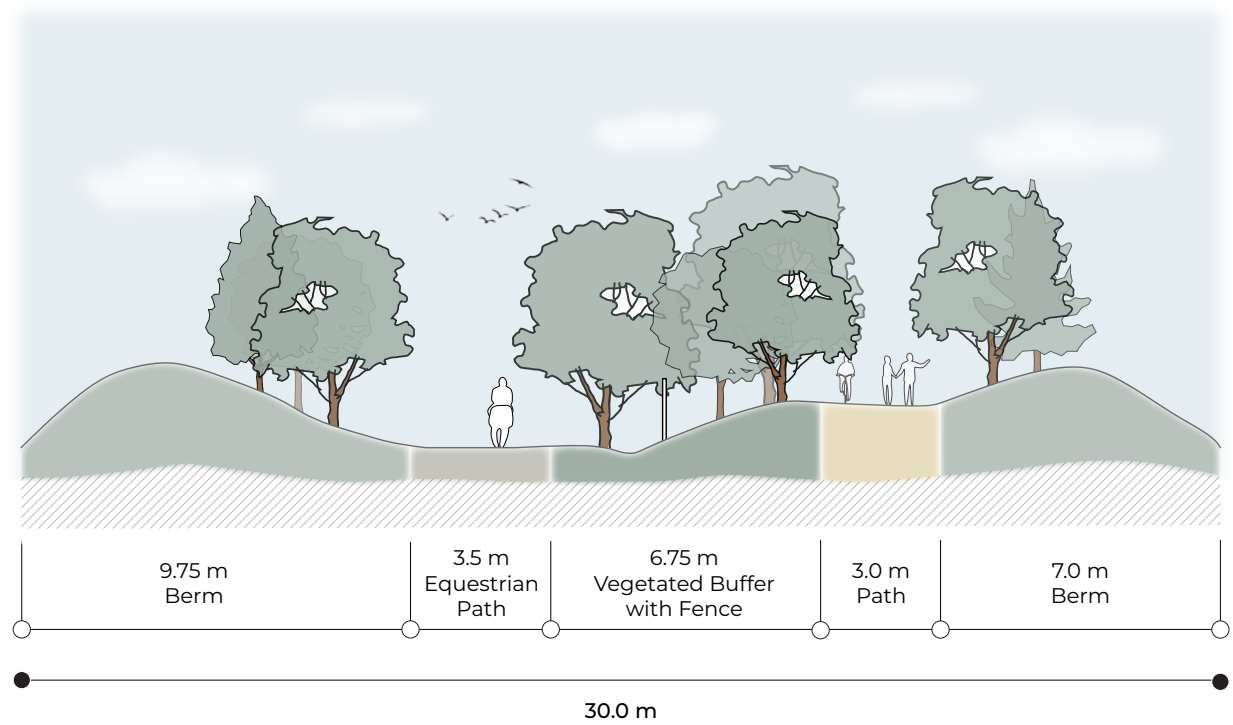 9.75 m
Berm
3.5 m
Equestrian
Path
6.75 m
Vegetated Buffer
with Fence
3.0 m
Path
7.0 m
Berm
30.0 m